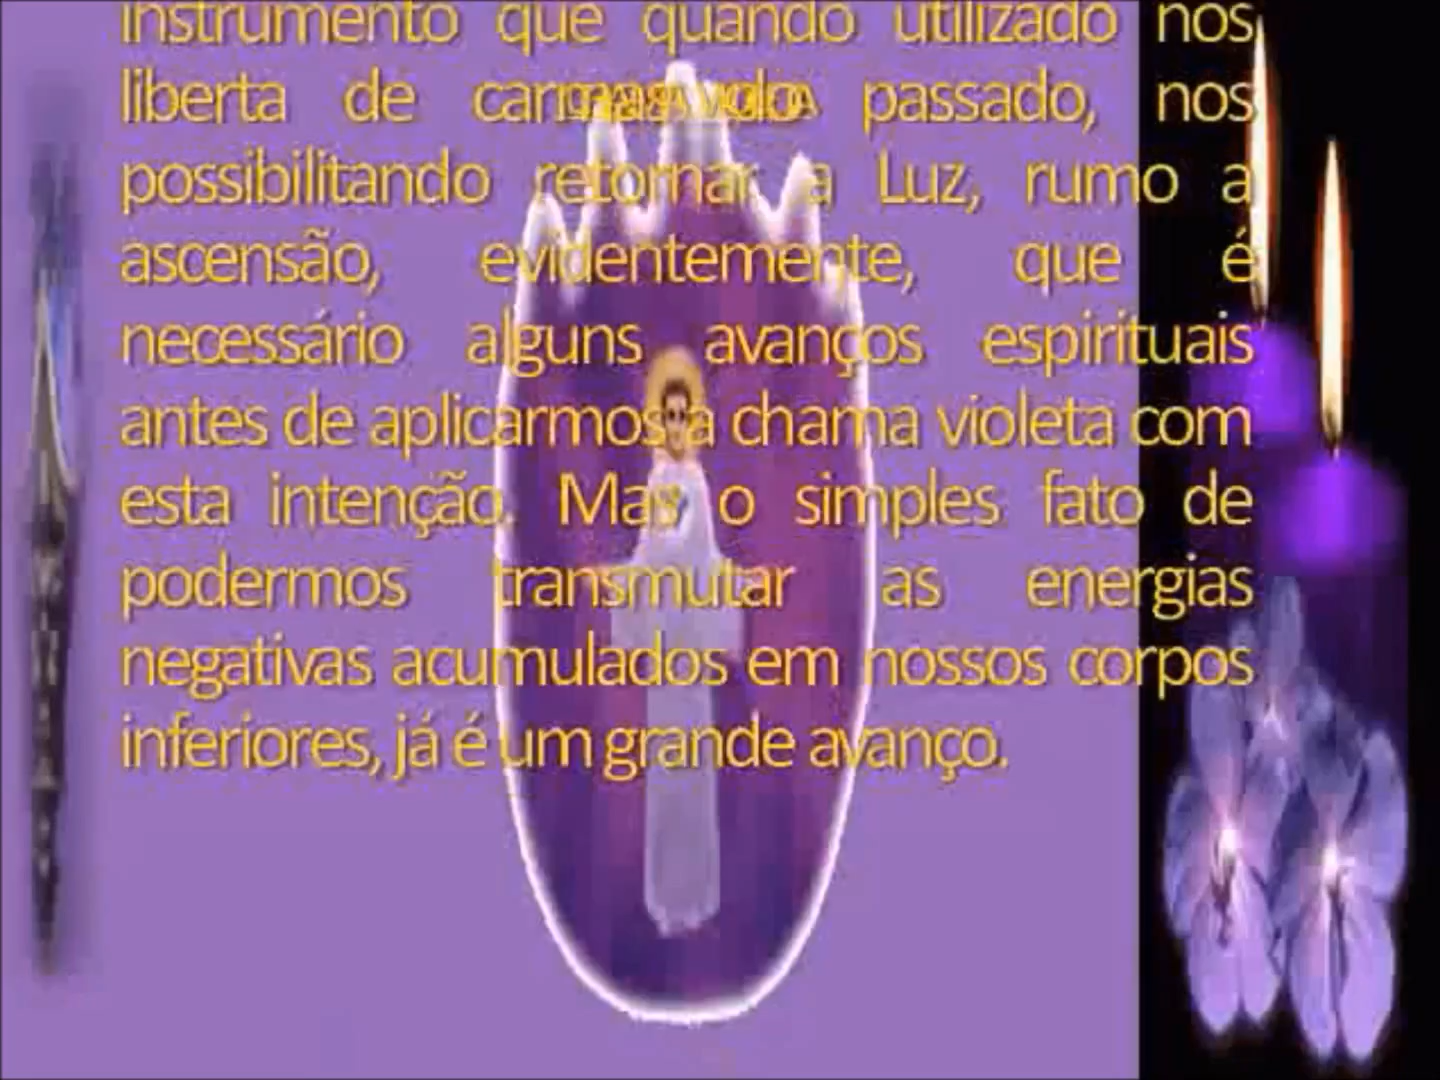 instrumento que quando utilizado nos
liberta de carmas do passado, nos
possibilitando retornar a Luz, rumo a
ascensão, evidentemente, que é
necessário alguns avanços espirituais
antes de aplicarmos a chama violeta com
esta intenção. Mas o simples fato de
podermos transmutar as energias
negativas acumulados em nossos corpos
inferiores, já é um grande avanço.